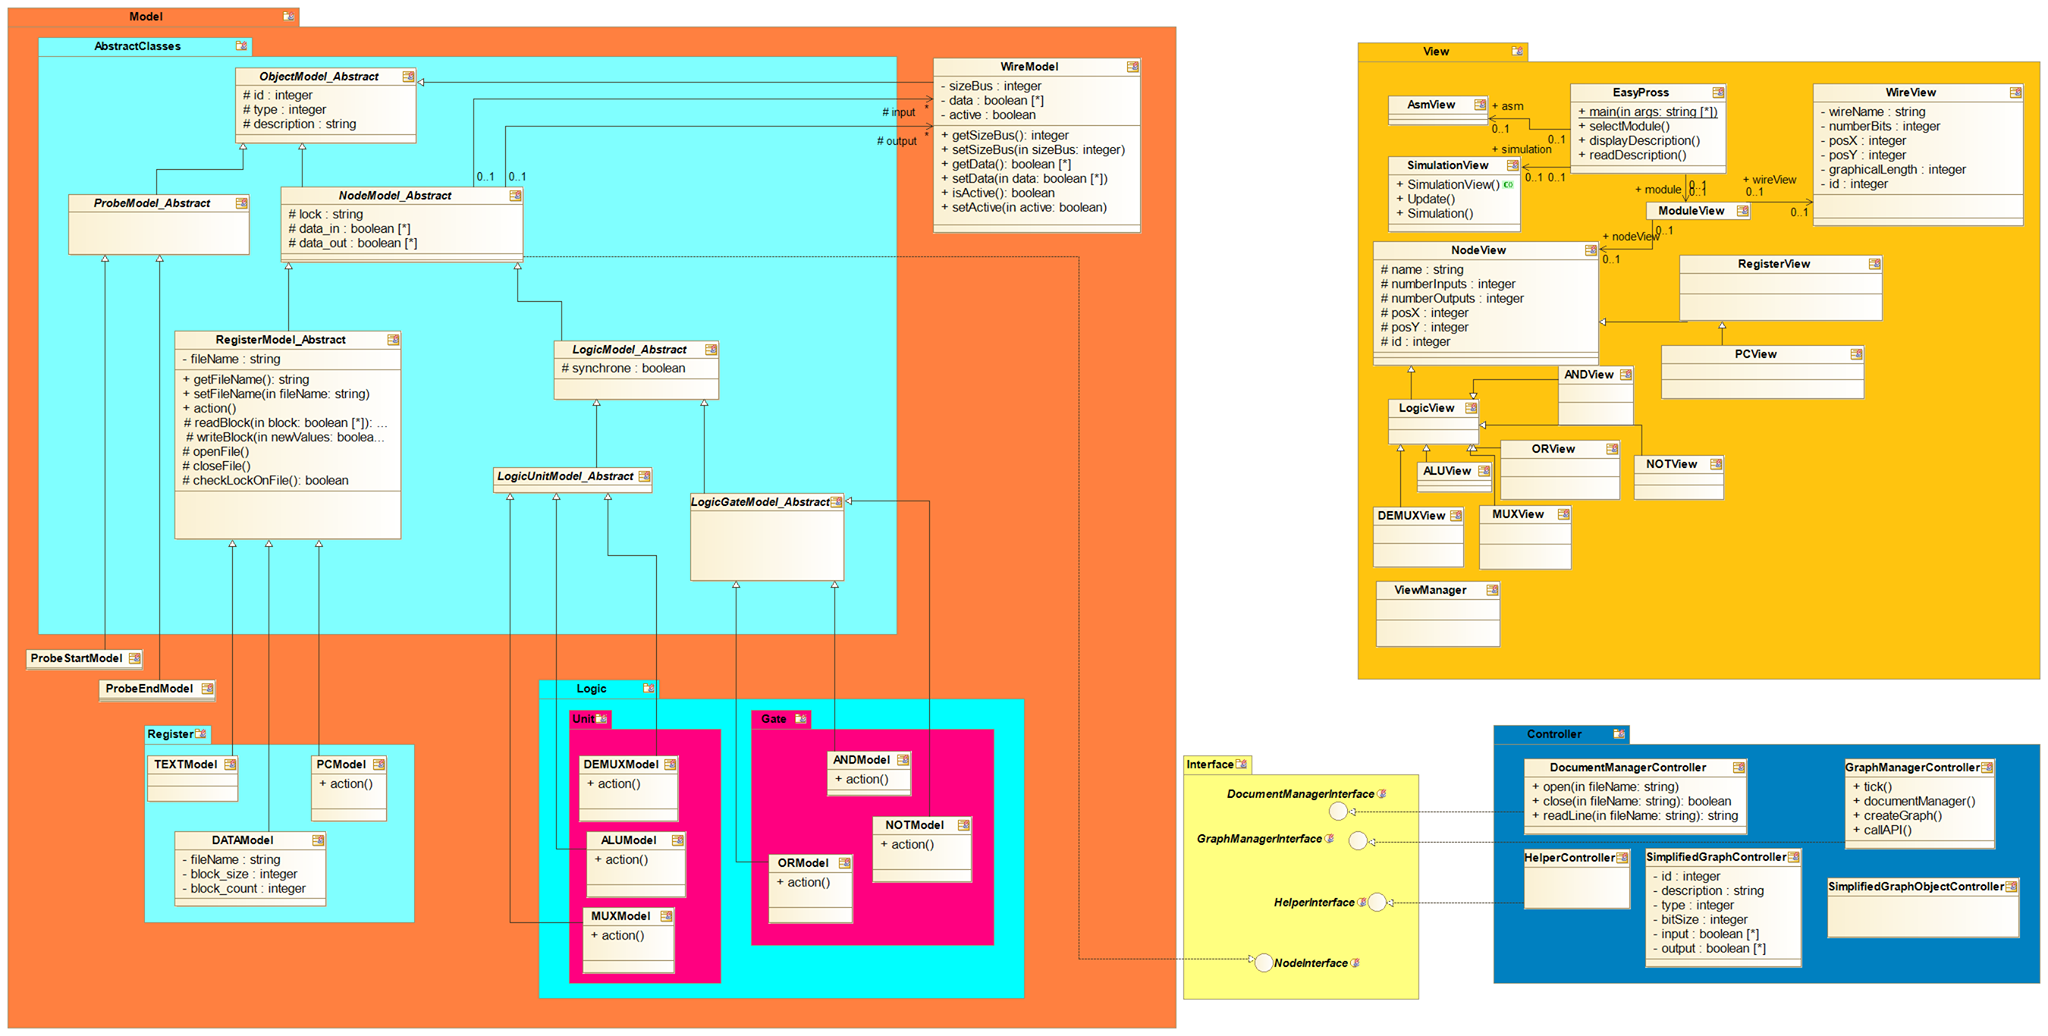 Model
AbstractClasses
ObjectModel_Abstract
# id : integer
# type : integer
# description : string
WireModel
- sizeBus : integer
- data : boolean [*]
- active : boolean
+ getSizeBus(): integer
+ setSizeBus(in sizeBus: integer)
+ getData(): boolean [*]
+ setData(in data: boolean [*])
+ isActive(): boolean
+ setActive(in active: boolean)
# input
*
# output
*
0..1
0..1
ProbeModel_Abstract
NodeModel_Abstract
# lock : string
# data_in : boolean [*]
# data_out : boolean [*]
RegisterModel_Abstract
- fileName : string
+ getFileName(): string
+ setFileName(in fileName: string)
+ action()
# readBlock(in block: boolean [*]): ...
# writeBlock(in newValues: boolea...
# openFile()
# closeFile()
# checkLockOnFile(): boolean
LogicModel_Abstract
# synchrone : boolean
LogicUnitModel_Abstract
LogicGateModel_Abstract
ProbeStartModel
ProbeEndModel
Register
TEXTModel
PCModel
+ action()
DATAModel
- fileName : string
- block_size : integer
- block_count : integer
Logic
Unit
DEMUXModel
+ action()
ALUModel
+ action()
MUXModel
+ action()
Gate
ANDModel
+ action()
NOTModel
+ action()
ORModel
+ action()
View
AsmView
+ asm
0..1
0..1
EasyPross
+ main(in args: string [*])
+ selectModule()
+ displayDescription()
+ readDescription()
WireView
- wireName : string
- numberBits : integer
- posX : integer
- posY : integer
- graphicalLength : integer
- id : integer
+ simulation
0..1
0..1
SimulationView
+ SimulationView()
+ Update()
+ Simulation()
+ module
0..1
0..1
+ wireView
0..1
0..1
ModuleView
0..1
+ nodeView
0..1
NodeView
# name : string
# numberInputs : integer
# numberOutputs : integer
# posX : integer
# posY : integer
# id : integer
RegisterView
PCView
ANDView
LogicView
ORView
ALUView
NOTView
DEMUXView
MUXView
ViewManager
Interface
DocumentManagerInterface
GraphManagerInterface
HelperInterface
NodeInterface
Controller
DocumentManagerController
+ open(in fileName: string)
+ close(in fileName: string): boolean
+ readLine(in fileName: string): string
GraphManagerController
+ tick()
+ documentManager()
+ createGraph()
+ callAPI()
HelperController
SimplifiedGraphController
- id : integer
- description : string
- type : integer
- bitSize : integer
- input : boolean [*]
- output : boolean [*]
SimplifiedGraphObjectController